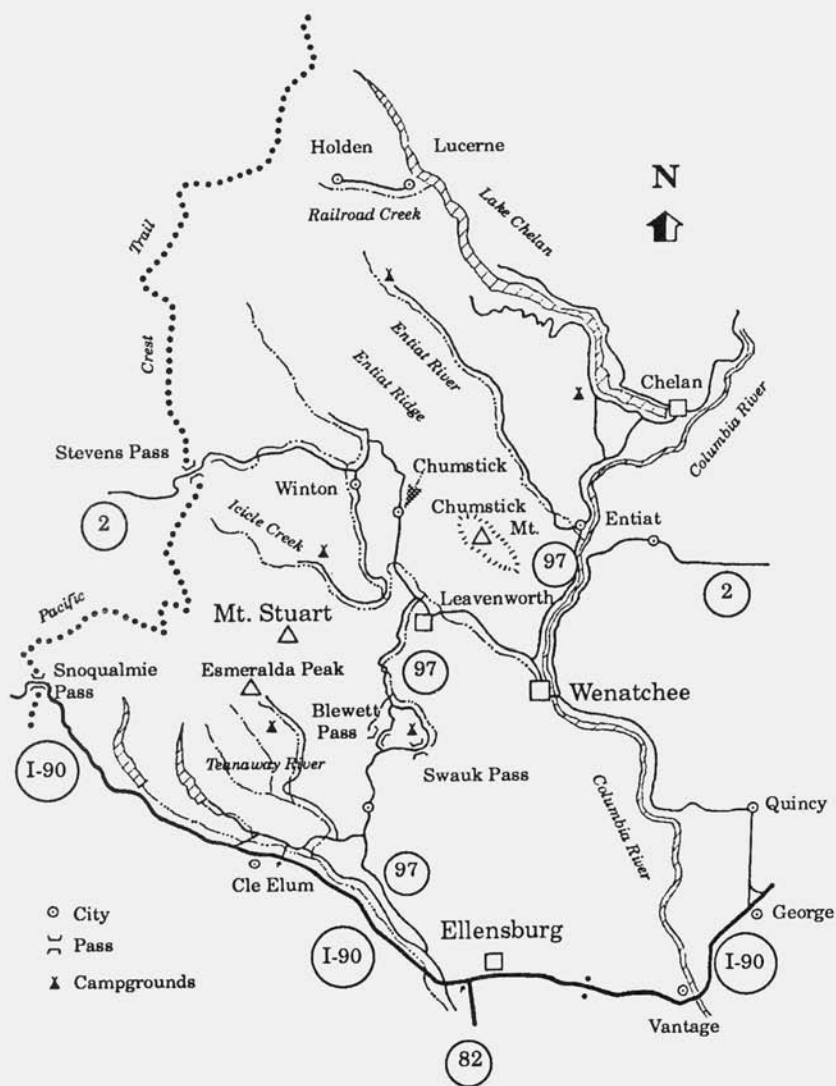 Holden
Lucerne
N
Railroad Creek
Lake Chelan
Trail
Crest
Entiat River
Entiat Ridge
Chelan
Columbia River
Stevens Pass
2
Winton
Chumstick
Chumstick
Mt.
Icicle Creek
Entiat
97
2
Leavenworth
Pacific
Mt. Stuart
Snoqualmie
Pass
Esmeralda Peak
97
Wenatchee
Blewett
Pass
I-90
Teanaway River
Swauk Pass
Columbia River
Quincy
97
Cle Elum
City
Pass
Campgrounds
I-90
Ellensburg
George
I-90
Vantage
82